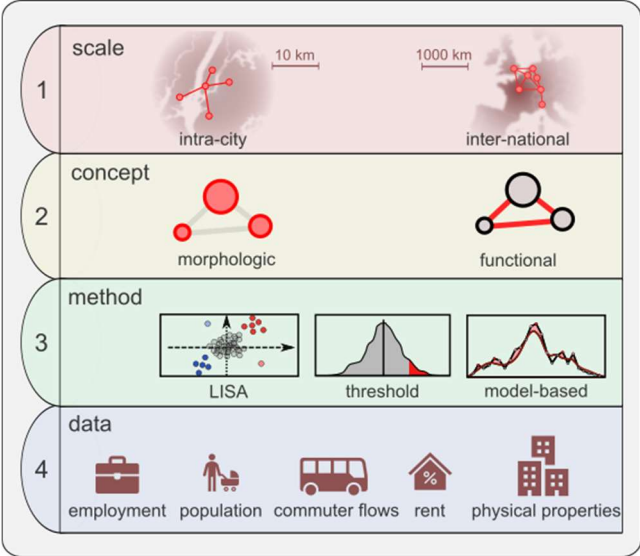 scale
1
10 km
1000 km
intra-city
inter-national
concept
2
morphologic
functional
method
3
LISA
threshold
model-based
data
4
%
employment
population
commuter flows
rent
physical properties